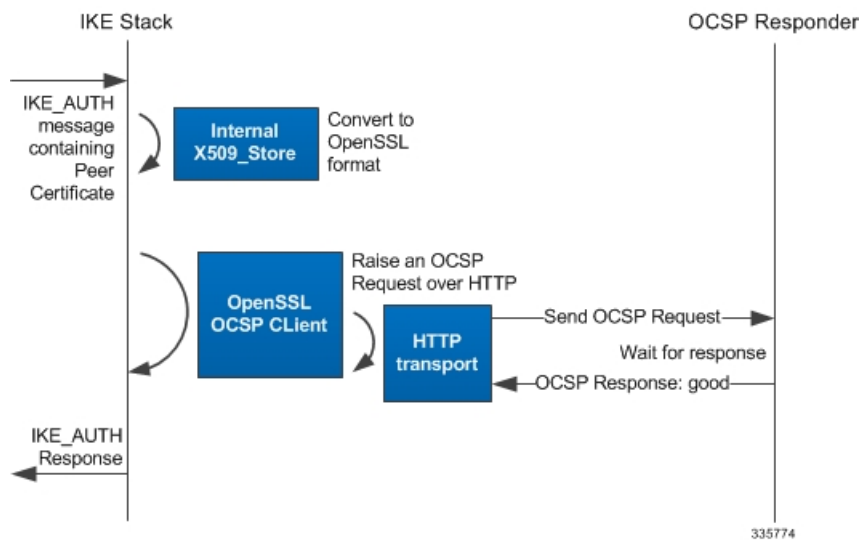 IKE Stack
OCSP Responder
IKE_AUTH
message
containing
Peer
Certificate
Internal
X509_Store
Convert to
OpenSSL
format
OpenSSL
OCSP CLient
Raise an OCSP
Request over HTTP
HTTP
transport
Send OCSP Request
Wait for response
OCSP Response: good
IKE_AUTH
Response
335774